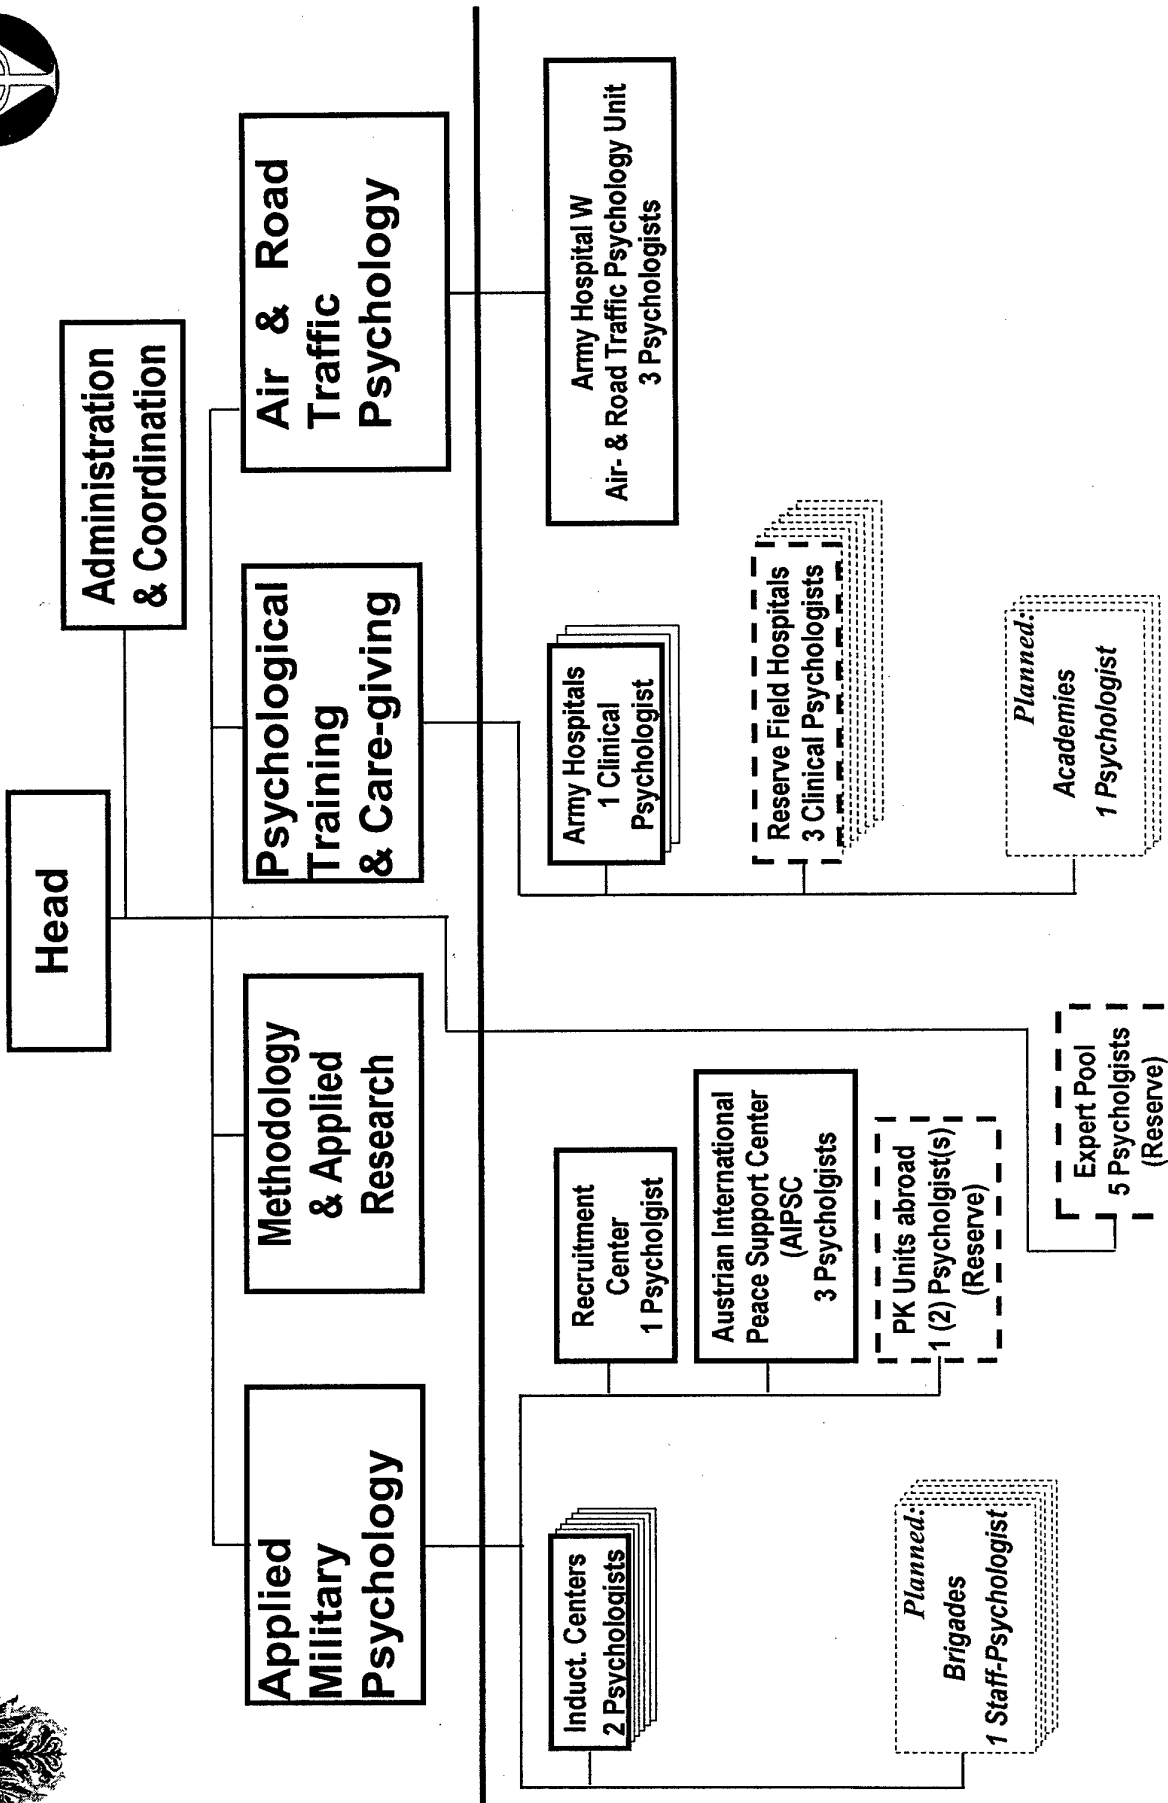 Head
Administration
& Coordination
Applied
Military
Psychology
Methodology
& Applied
Research
Psychological
Training
& Care-giving
Air & Road
Traffic
Psychology
Induct. Centers
2 Psychologists
Planned:
Brigades
1 Staff-Psychologist
Recruitment
Center
1 Psycholgist
Austrian International
Peace Support Center
(AIPSC)
3 Psycholgists
PK Units abroad
1 (2) Psycholgist(s)
(Reserve)
Expert Pool
5 Psycholgists
(Reserve)
Army Hospitals
1 Clinical
Psychologist
Reserve Field Hospitals
3 Clinical Psychologists
Planned:
Academies
1 Psychologist
Army Hospital W
Air- & Road Traffic Psychology Unit
3 Psychologists